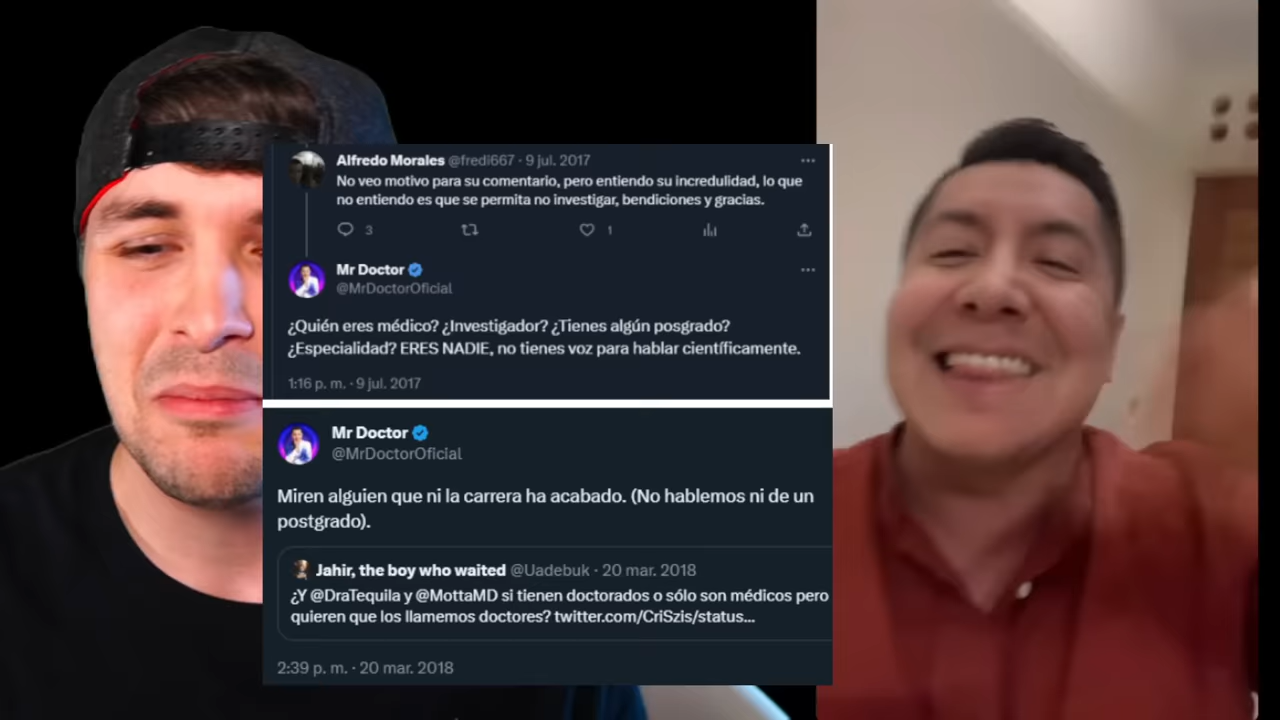 Alfredo Morales @fredi667 · 9 jul. 2017
No veo motivo para su comentario, pero entiendo su incredulidad, lo que
no entiendo es que se permita no investigar, bendiciones y gracias.
3
1
Mr Doctor
@MrDoctorOficial
¿Quién eres médico? ¿Investigador? ¿Tienes algún posgrado?
¿Especialidad? ERES NADIE, no tienes voz para hablar científicamente.
1:16 p. m. · 9 jul. 2017
Mr Doctor
@MrDoctorOficial
Miren alguien que ni la carrera ha acabado. (No hablemos ni de un
postgrado).
Jahir, the boy who waited @Uadebuk · 20 mar. 2018
¿Y @DraTequila y @MottaMD si tienen doctorados o sólo son médicos pero
quieren que los llamemos doctores? twitter.com/CriSzis/status...
2:39 p. m. · 20 mar. 2018